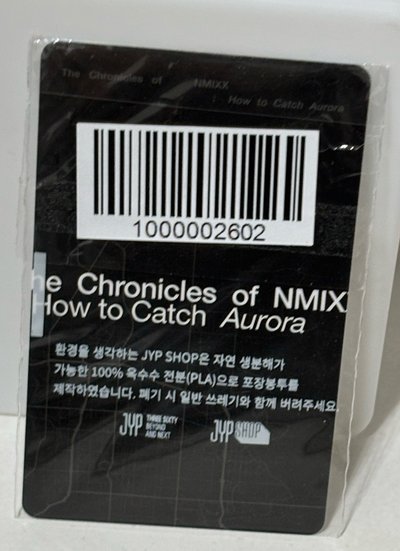 The Chronicles of NMIXX
: How to Catch Aurora
1000002602
he Chronicles of NMIX
How to Catch Aurora
환경을 생각하는 JYP SHOP은 자연 생분해가
가능한 100% 옥수수 전분(PLA)으로 포장봉투를
제작하였습니다. 폐기 시 일반 쓰레기와 함께 버려주세요.
JYP THREE SIXTY
BEYOND
AND NEXT
JYP SHOP